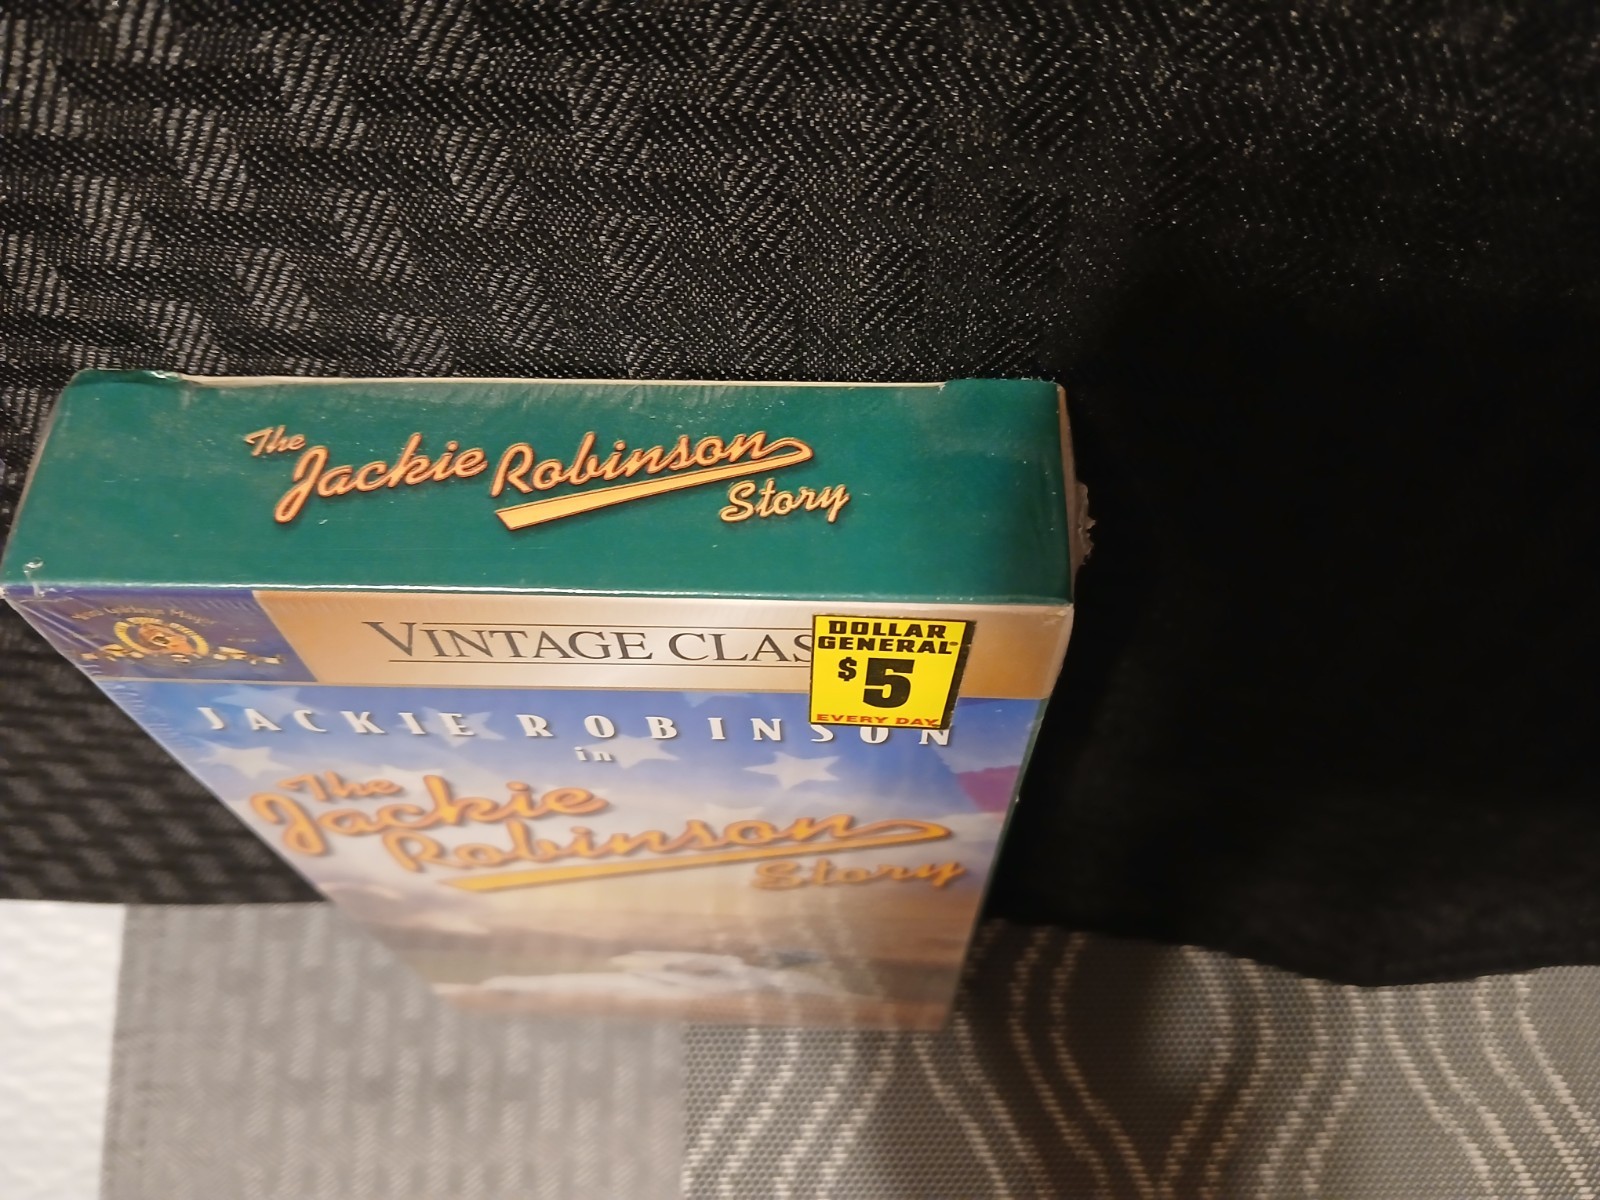 The
Jackie Robinson
Story
VINTAGE CLAS
DOLLAR
GENERAL
$5
EVERY DAY
JACKIE ROBINSON
in
The
Jackie
Robinson
Story